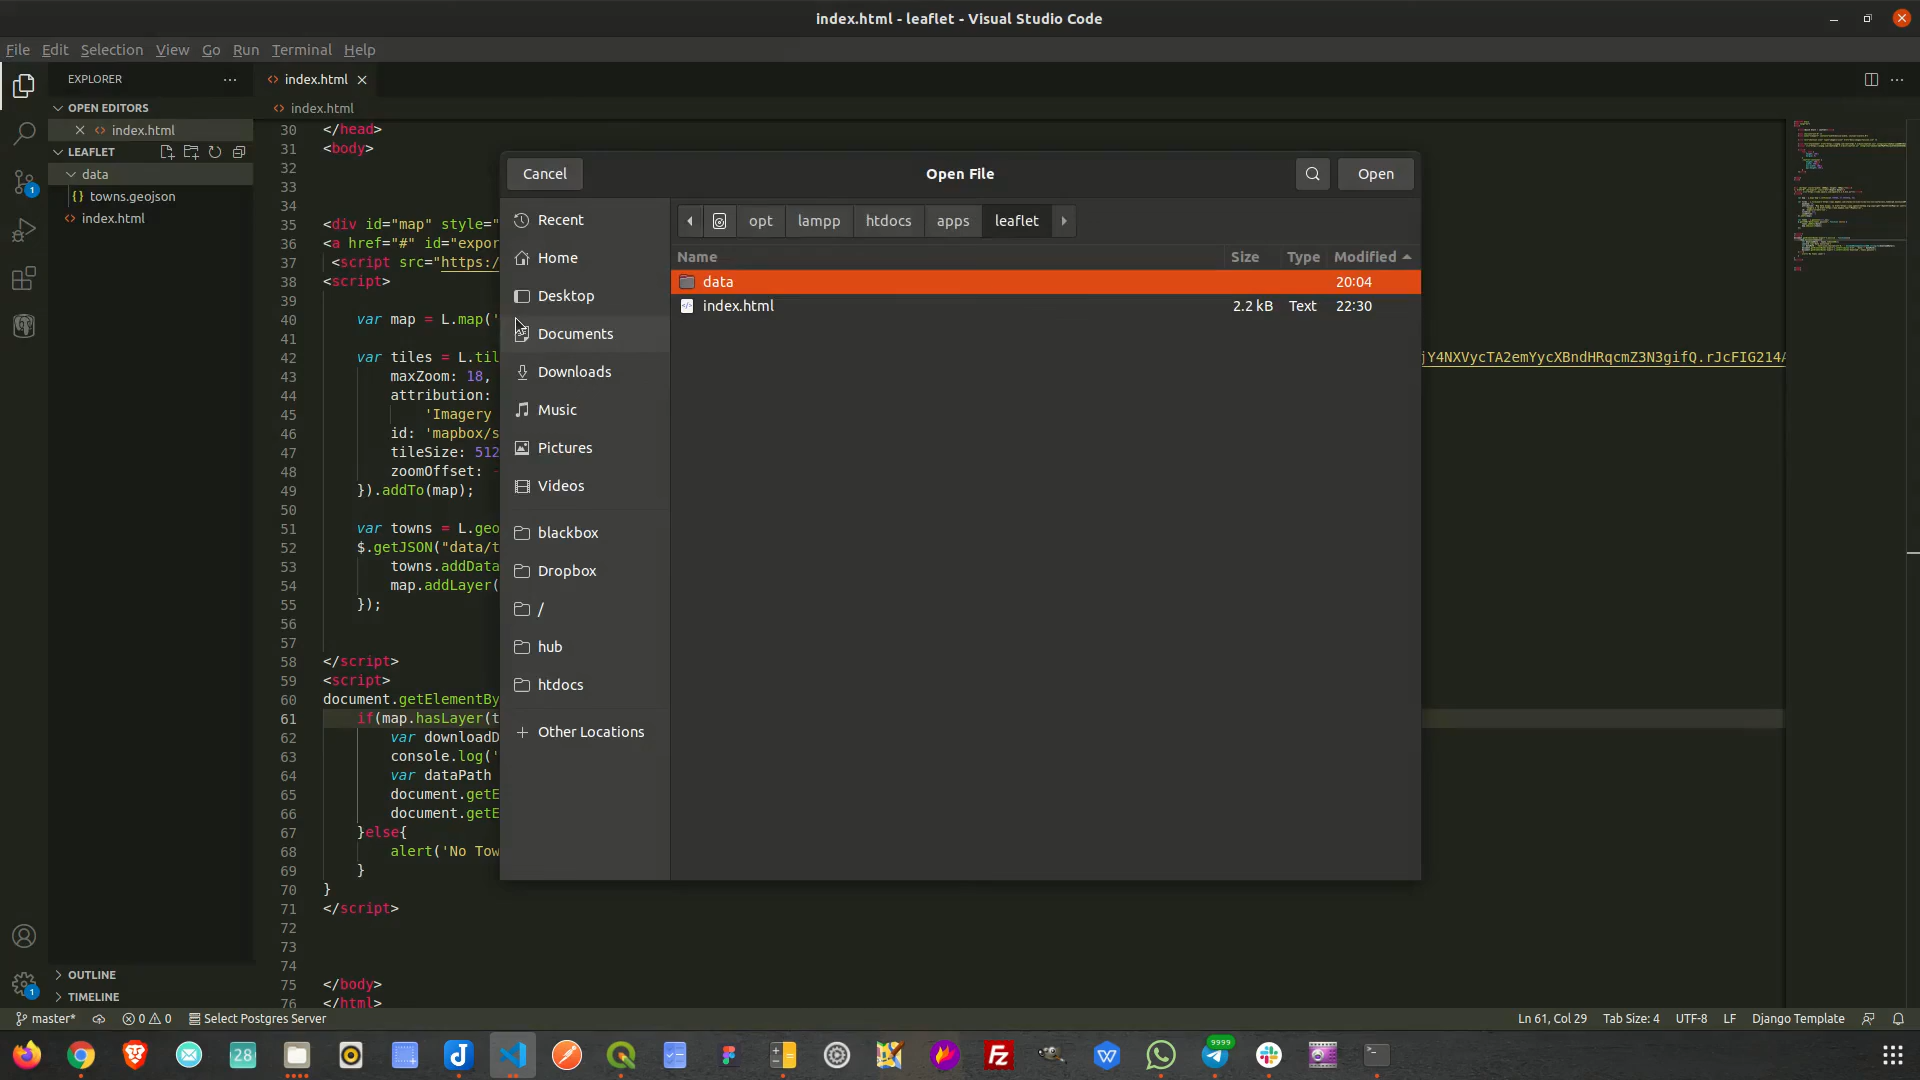 index.html - leaflet - Visual Studio Code
File Edit Selection View Go Run Terminal Help
EXPLORER
index.html
OPEN EDITORS
index.html
index.html
LEAFLET
data
towns.geojson
index.html
30 </head>
31 <body>
32
33
34
35 <div id="map" style="
36 <a href="#" id="expor
37 <script src="https:/
38 <script>
39
40 var map = L.map('
41
42 var tiles = L.til
jY4NXVycTA2emYycXBndHRqcmZ3N3gifQ.rJcFIG214A
43 maxZoom: 18,
44 attribution:
45 'Imagery
46 id: 'mapbox/s
47 tileSize: 512
48 zoomOffset: -
49 }).addTo(map);
50
51 var towns = L.geo
52 $.getJSON("data/t
53 towns.addData
54 map.addLayer(
55 });
56
57
58 </script>
59 <script>
60 document.getElementBy
61 if(map.hasLayer(t
62 var downloadD
63 console.log('
64 var dataPath
65 document.getE
66 document.getE
67 }else{
68 alert('No Tow
69 }
70 }
71 </script>
72
73
74
75 </body>
76 </html>
Cancel
Open File
Open
Recent
Home
Desktop
Documents
Downloads
Music
Pictures
Videos
blackbox
Dropbox
/
hub
htdocs
Other Locations
opt lampp htdocs apps leaflet
Name Size Type Modified
data 20:04
index.html 2.2 kB Text 22:30
OUTLINE
TIMELINE
1
1
master* 0 0 Select Postgres Server
Ln 61, Col 29 Tab Size: 4 UTF-8 LF Django Template
28
9999